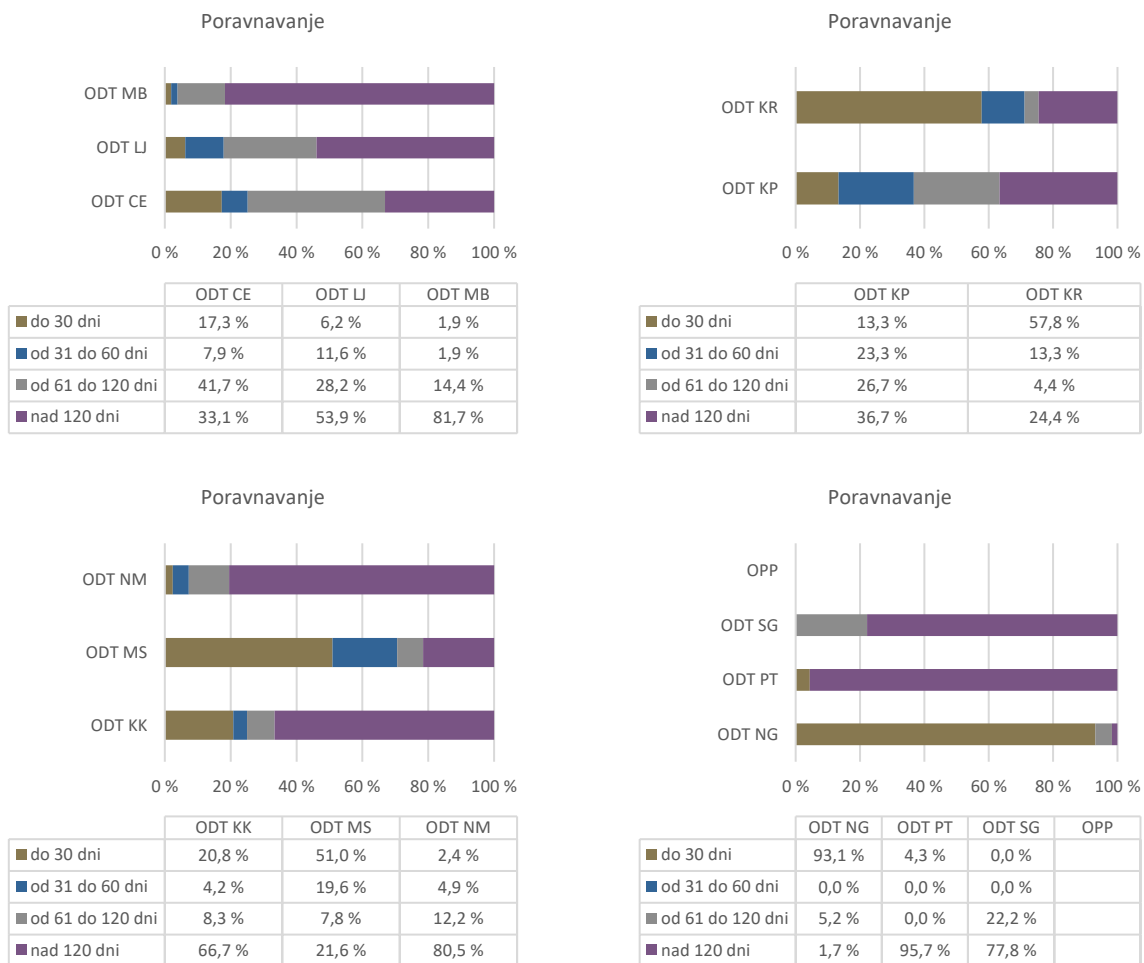 Poravnavanje
ODT MB
ODT LJ
ODT CE
0 % 20 % 40 % 60 % 80 % 100 %
ODT CE ODT LJ ODT MB
do 30 dni 17,3 % 6,2 % 1,9 %
od 31 do 60 dni 7,9 % 11,6 % 1,9 %
od 61 do 120 dni 41,7 % 28,2 % 14,4 %
nad 120 dni 33,1 % 53,9 % 81,7 %
Poravnavanje
ODT KR
ODT KP
0 % 20 % 40 % 60 % 80 % 100 %
ODT KP ODT KR
do 30 dni 13,3 % 57,8 %
od 31 do 60 dni 23,3 % 13,3 %
od 61 do 120 dni 26,7 % 4,4 %
nad 120 dni 36,7 % 24,4 %
Poravnavanje
ODT NM
ODT MS
ODT KK
0 % 20 % 40 % 60 % 80 % 100 %
ODT KK ODT MS ODT NM
do 30 dni 20,8 % 51,0 % 2,4 %
od 31 do 60 dni 4,2 % 19,6 % 4,9 %
od 61 do 120 dni 8,3 % 7,8 % 12,2 %
nad 120 dni 66,7 % 21,6 % 80,5 %
Poravnavanje
OPP
ODT SG
ODT PT
ODT NG
0 % 20 % 40 % 60 % 80 % 100 %
ODT NG ODT PT ODT SG OPP
do 30 dni 93,1 % 4,3 % 0,0 %
od 31 do 60 dni 0,0 % 0,0 % 0,0 %
od 61 do 120 dni 5,2 % 0,0 % 22,2 %
nad 120 dni 1,7 % 95,7 % 77,8 %